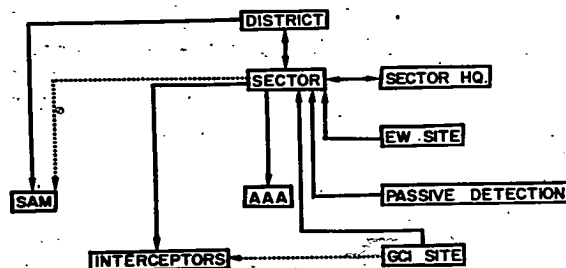 DISTRICT
SECTOR
SECTOR HQ.
EW SITE
SAM
AAA
PASSIVE DETECTION
INTERCEPTORS
GCI SITE